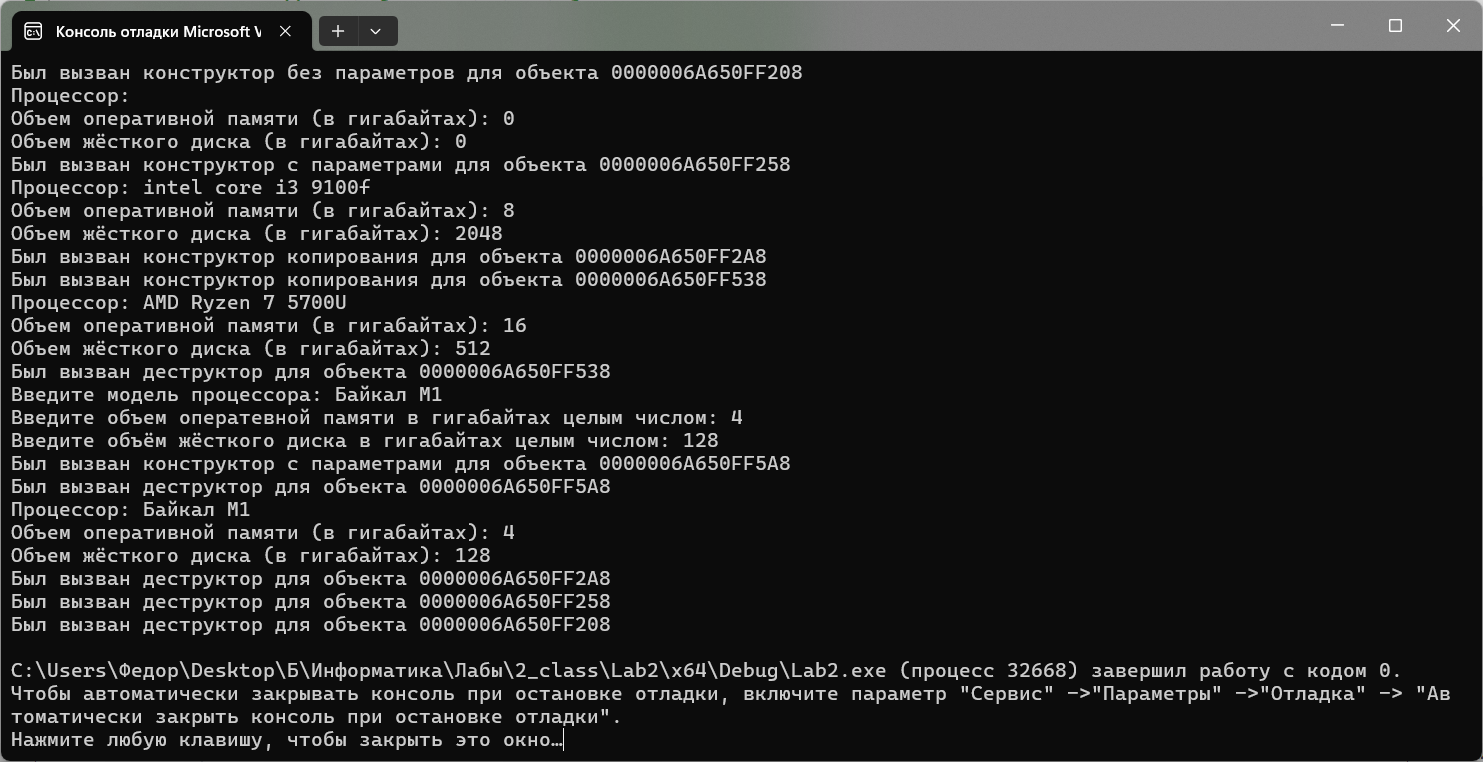 Консоль отладки Microsoft V
Был вызван конструктор без параметров для объекта 0000006A650FF208
Процессор:
Объем оперативной памяти (в гигабайтах): 0
Объем жёсткого диска (в гигабайтах): 0
Был вызван конструктор с параметрами для объекта 0000006A650FF258
Процессор: intel core i3 9100f
Объем оперативной памяти (в гигабайтах): 8
Объем жёсткого диска (в гигабайтах): 2048
Был вызван конструктор копирования для объекта 0000006A650FF2A8
Был вызван конструктор копирования для объекта 0000006A650FF538
Процессор: AMD Ryzen 7 5700U
Объем оперативной памяти (в гигабайтах): 16
Объем жёсткого диска (в гигабайтах): 512
Был вызван деструктор для объекта 0000006A650FF538
Введите модель процессора: Байкал М1
Введите объем оператевной памяти в гигабайтах целым числом: 4
Введите объём жёсткого диска в гигабайтах целым числом: 128
Был вызван конструктор с параметрами для объекта 0000006A650FF5A8
Был вызван деструктор для объекта 0000006A650FF5A8
Процессор: Байкал М1
Объем оперативной памяти (в гигабайтах): 4
Объем жёсткого диска (в гигабайтах): 128
Был вызван деструктор для объекта 0000006A650FF2A8
Был вызван деструктор для объекта 0000006A650FF258
Был вызван деструктор для объекта 0000006A650FF208
C:\Users\Федор\Desktop\Б\Информатика\Лабы\2_class\Lab2\x64\Debug\Lab2.exe (процесс 32668) завершил работу с кодом 0.
Чтобы автоматически закрывать консоль при остановке отладки, включите параметр "Сервис" ->"Параметры" ->"Отладка" -> "Ав
томатически закрыть консоль при остановке отладки".
Нажмите любую клавишу, чтобы закрыть это окно…